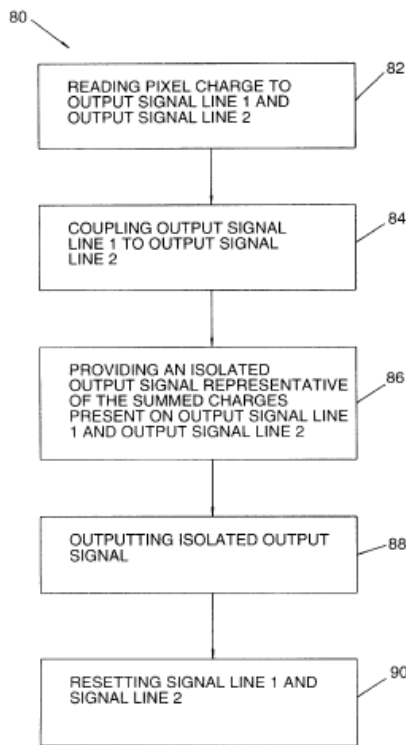 80
READING PIXEL CHARGE TO
OUTPUT SIGNAL LINE 1 AND
OUTPUT SIGNAL LINE 2
82
COUPLING OUTPUT SIGNAL
LINE 1 TO OUTPUT SIGNAL
LINE 2
84
PROVIDING AN ISOLATED
OUTPUT SIGNAL REPRESENTATIVE
OF THE SUMMED CHARGES
PRESENT ON OUTPUT SIGNAL LINE
1 AND OUTPUT SIGNAL LINE 2
86
OUTPUTTING ISOLATED OUTPUT
SIGNAL
88
RESETTING SIGNAL LINE 1 AND
SIGNAL LINE 2
90